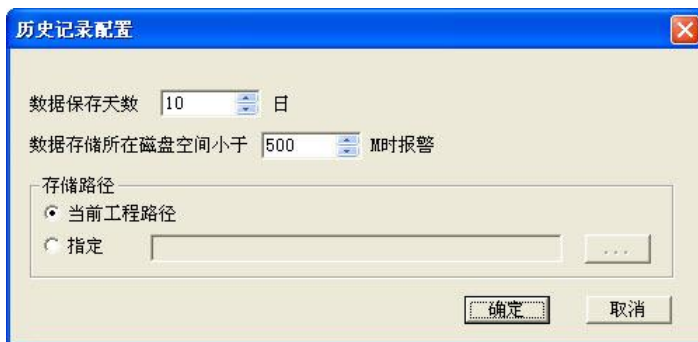 历史记录配置
数据保存天数 10 日
数据存储所在磁盘空间小于 500 M时报警
存储路径
当前工程路径
指定 ...
确定 取消